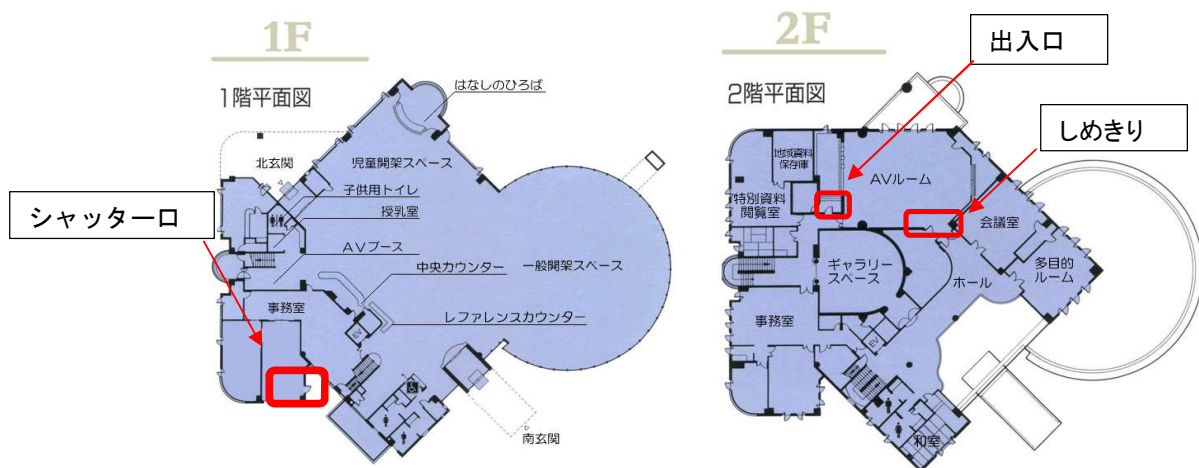 1F
1階平面図
はなしのひろば
北玄関
児童開架スペース
子供用トイレ
シャッター口
授乳室
AVブース
中央カウンター
一般開架スペース
事務室
レファレンスカウンター
EV
南玄関
2F
出入口
2階平面図
しめきり
地域資料
保存庫
AVルーム
特別資料
閲覧室
会議室
ギャラリー
スペース
多目的
ルーム
ホール
事務室
EV
和室